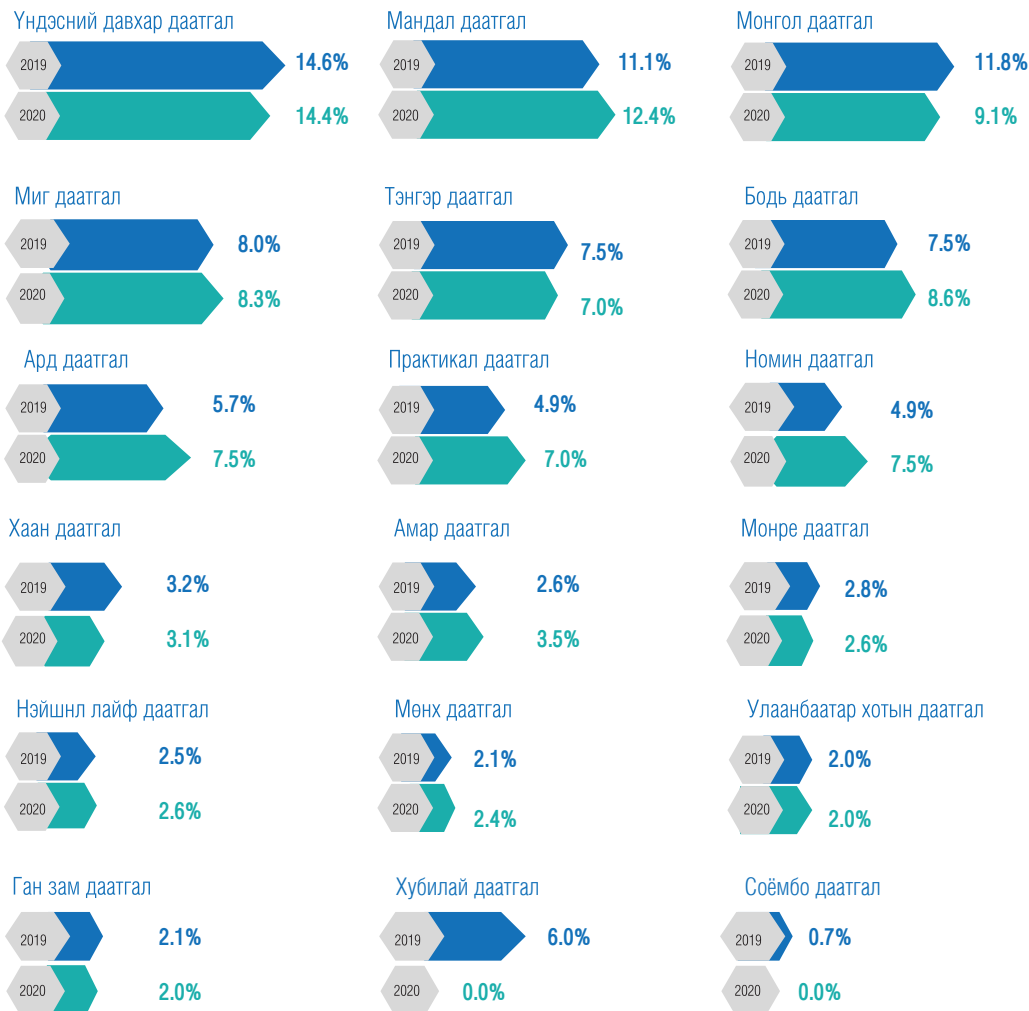 Үндэсний давхар даатгал
2019 14.6%
2020 14.4%
Мандал даатгал
2019 11.1%
2020 12.4%
Монгол даатгал
2019 11.8%
2020 9.1%
Миг даатгал
2019 8.0%
2020 8.3%
Тэнгэр даатгал
2019 7.5%
2020 7.0%
Бодь даатгал
2019 7.5%
2020 8.6%
Ард даатгал
2019 5.7%
2020 7.5%
Практикал даатгал
2019 4.9%
2020 7.0%
Номин даатгал
2019 4.9%
2020 7.5%
Хаан даатгал
2019 3.2%
2020 3.1%
Амар даатгал
2019 2.6%
2020 3.5%
Монре даатгал
2019 2.8%
2020 2.6%
Нэйшнл лайф даатгал
2019 2.5%
2020 2.6%
Мөнх даатгал
2019 2.1%
2020 2.4%
Улаанбаатар хотын даатгал
2019 2.0%
2020 2.0%
Ган зам даатгал
2019 2.1%
2020 2.0%
Хубилай даатгал
2019 6.0%
2020 0.0%
Соёмбо даатгал
2019 0.7%
2020 0.0%